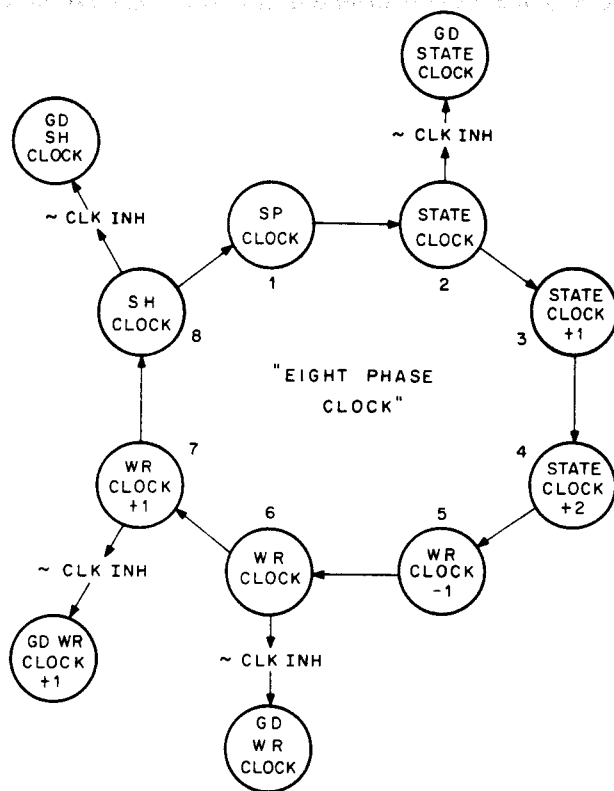 GD
STATE
CLOCK
~ CLK INH
GD
SH
CLOCK
~ CLK INH
SP
CLOCK
1
STATE
CLOCK
2
STATE
CLOCK
+1
3
SH
CLOCK
8
"EIGHT PHASE
CLOCK"
STATE
CLOCK
+2
4
WR
CLOCK
-1
5
WR
CLOCK
6
WR
CLOCK
+1
7
~ CLK INH
GD WR
CLOCK
+1
~ CLK INH
GD
WR
CLOCK